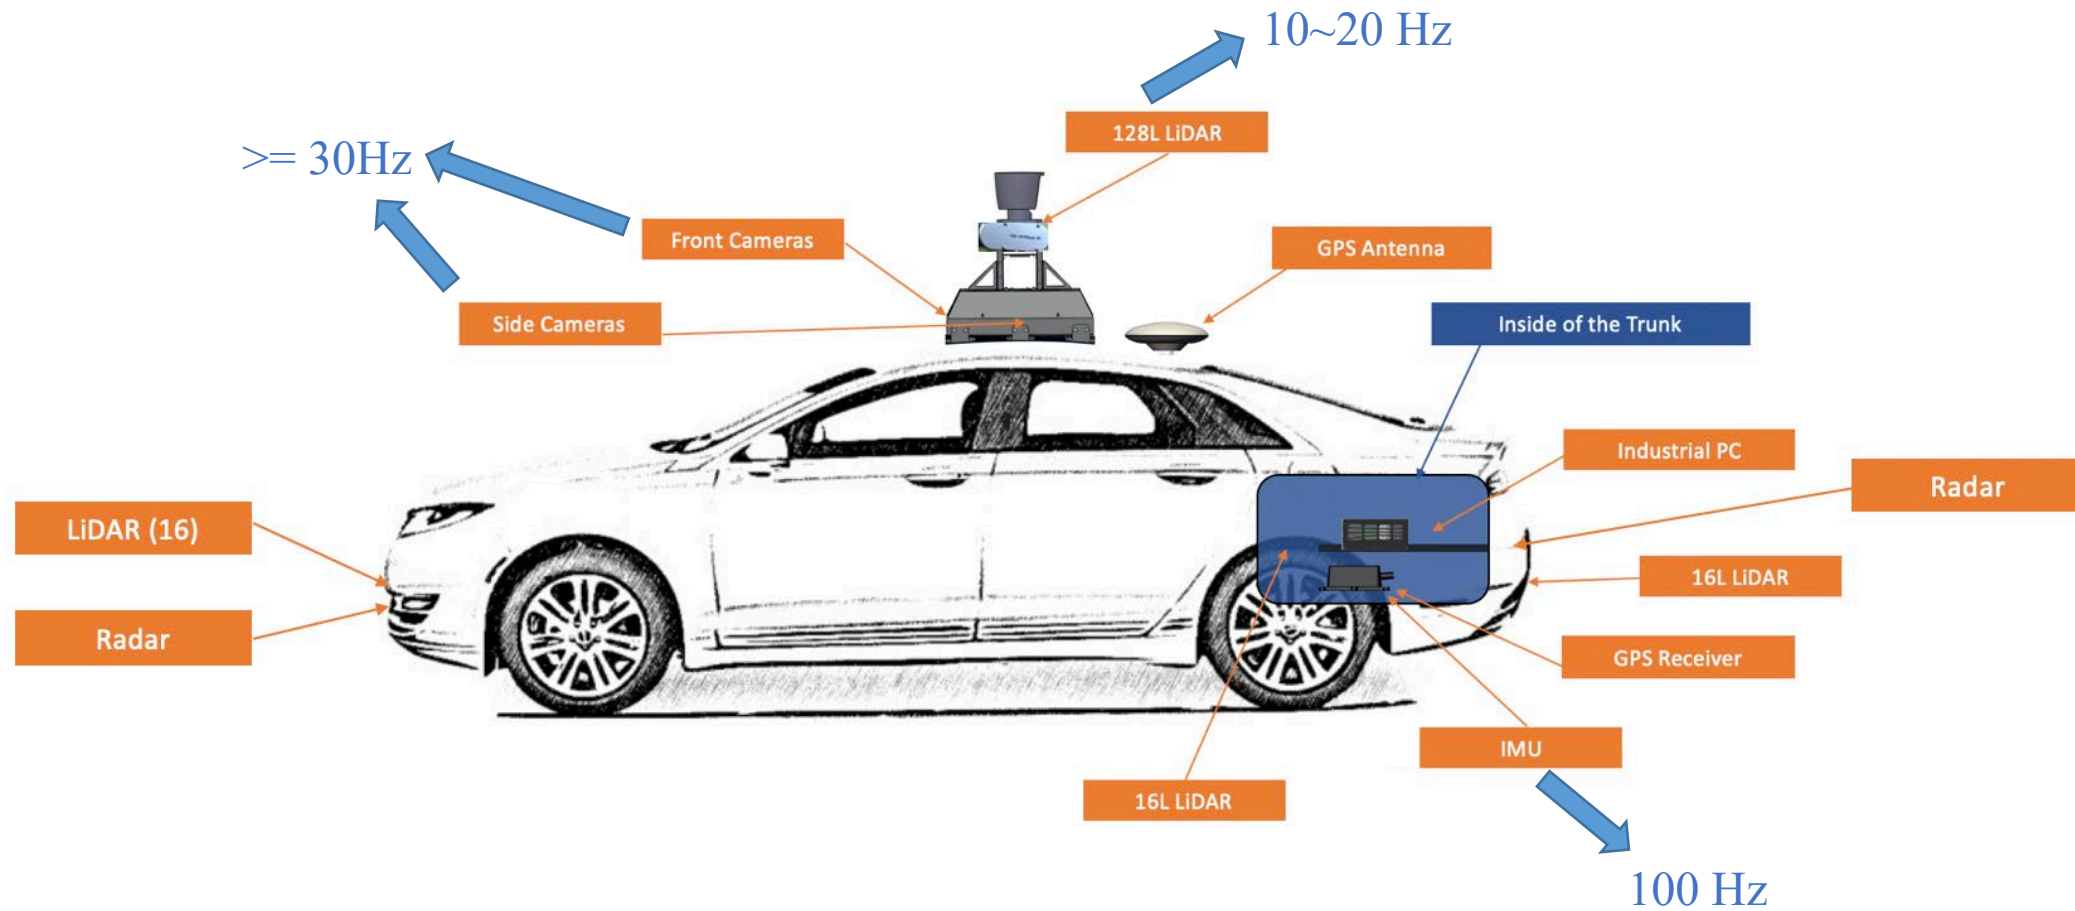 10~20 Hz
128L LiDAR
>= 30Hz
Front Cameras
GPS Antenna
Side Cameras
Inside of the Trunk
Industrial PC
Radar
LiDAR (16)
16L LiDAR
Radar
GPS Receiver
IMU
16L LiDAR
100 Hz